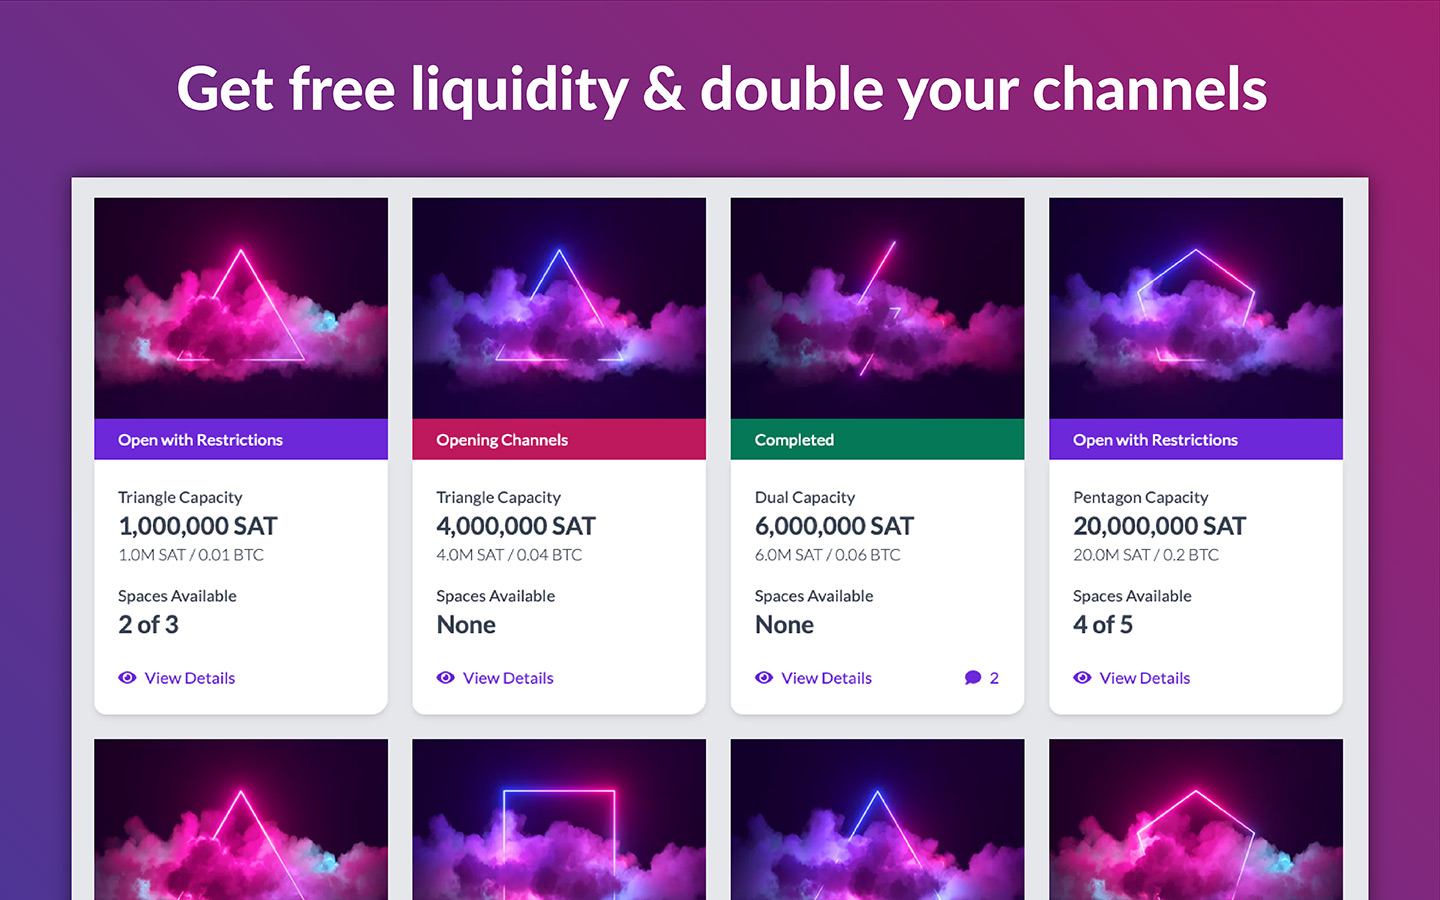 Get free liquidity & double your channels
Open with Restrictions
Triangle Capacity
1,000,000 SAT
1.0M SAT / 0.01 BTC
Spaces Available
2 of 3
View Details
Opening Channels
Triangle Capacity
4,000,000 SAT
4.0M SAT / 0.04 BTC
Spaces Available
None
View Details
Completed
Dual Capacity
6,000,000 SAT
6.0M SAT / 0.06 BTC
Spaces Available
None
View Details 2
Open with Restrictions
Pentagon Capacity
20,000,000 SAT
20.0M SAT / 0.2 BTC
Spaces Available
4 of 5
View Details